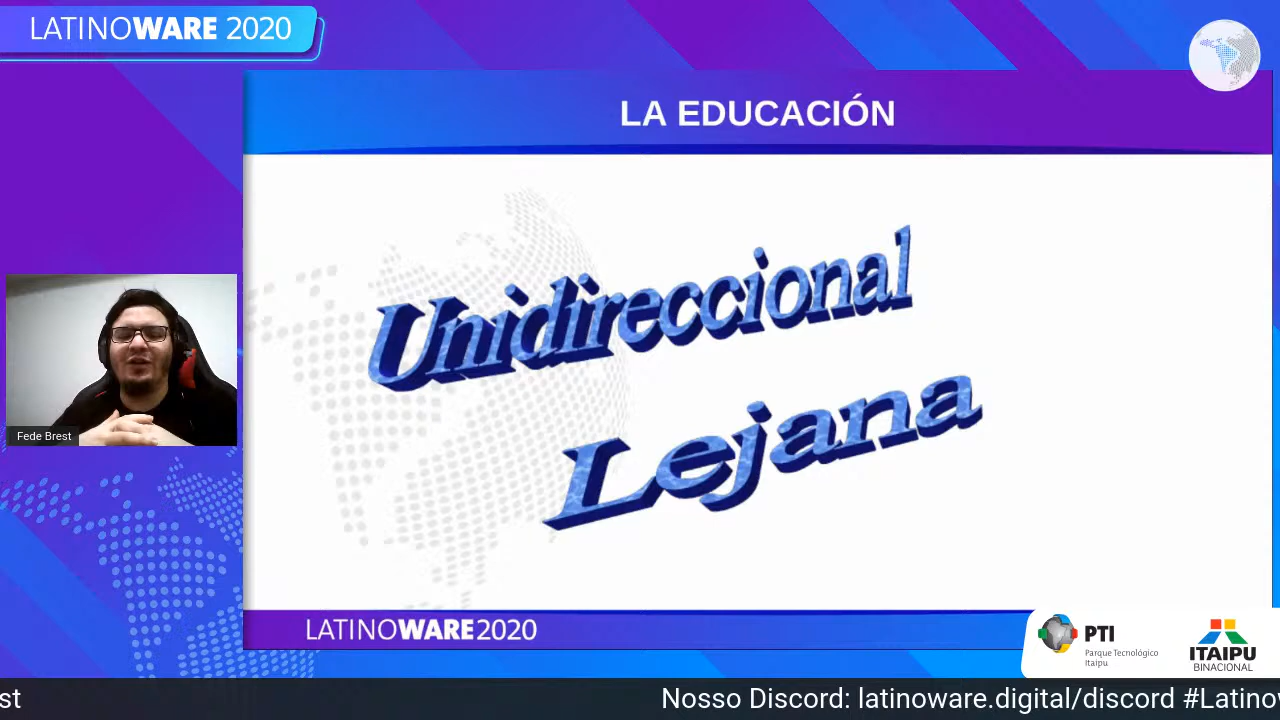 LATINOWARE 2020
LA EDUCACIÓN
Unidireccional
Lejana
Fede Brest
LATINOWARE2020
PTI
Parque Tecnológico
Itaipu
ITAIPU
BINACIONAL
st Nosso Discord: latinoware.digital/discord #Latinov